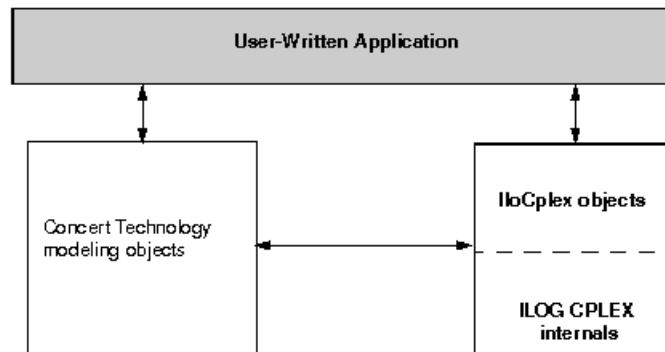 User-Written Application
Concert Technology
modeling objects
IloCplex objects
ILOG CPLEX
internals